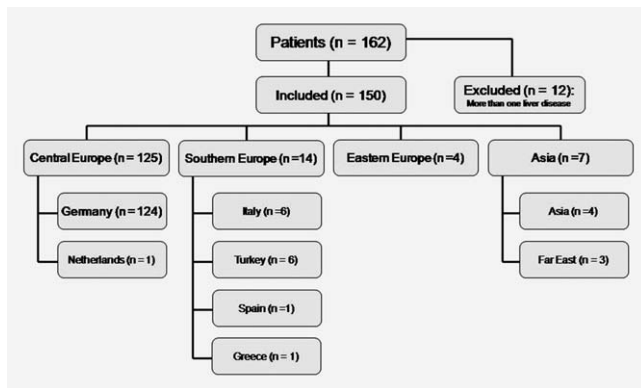 Patients (n = 162)
Included (n = 150)
Excluded (n = 12):
More than one liver disease
Central Europe (n = 125)
Southern Europe (n =14)
Eastern Europe (n =4)
Asia (n =7)
Germany (n = 124)
Italy (n =6)
Asia (n =4)
Netherlands (n = 1)
Turkey (n = 6)
Far East (n = 3)
Spain (n =1)
Greece (n = 1)